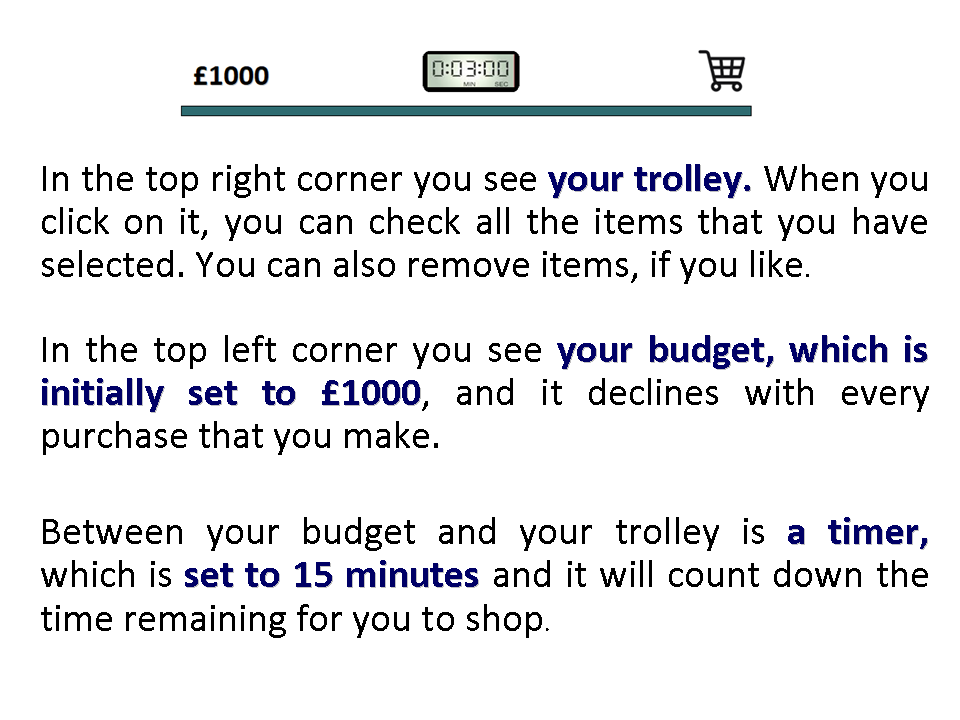 £1000
0:03:00
MIN SEC
In the top right corner you see your trolley. When you
click on it, you can check all the items that you have
selected. You can also remove items, if you like.
In the top left corner you see your budget, which is
initially set to £1000, and it declines with every
purchase that you make.
Between your budget and your trolley is a timer,
which is set to 15 minutes and it will count down the
time remaining for you to shop.